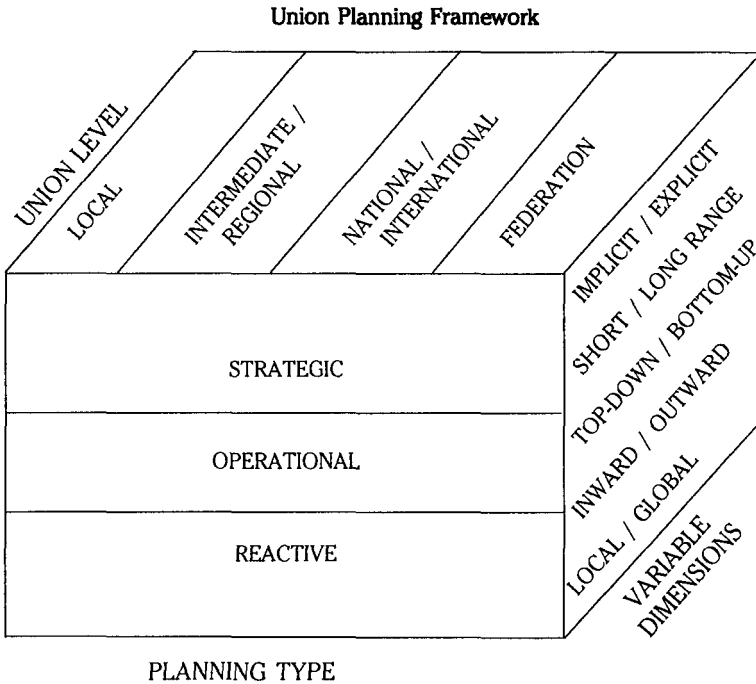 Union Planning Framework
UNION LEVEL
LOCAL
INTERMEDIATE /
REGIONAL
NATIONAL /
INTERNATIONAL
FEDERATION
STRATEGIC
OPERATIONAL
REACTIVE
IMPLICIT / EXPLICIT
SHORT / LONG RANGE
TOP-DOWN / BOTTOM-UP
INWARD / OUTWARD
LOCAL / GLOBAL
VARIABLE
DIMENSIONS
PLANNING TYPE